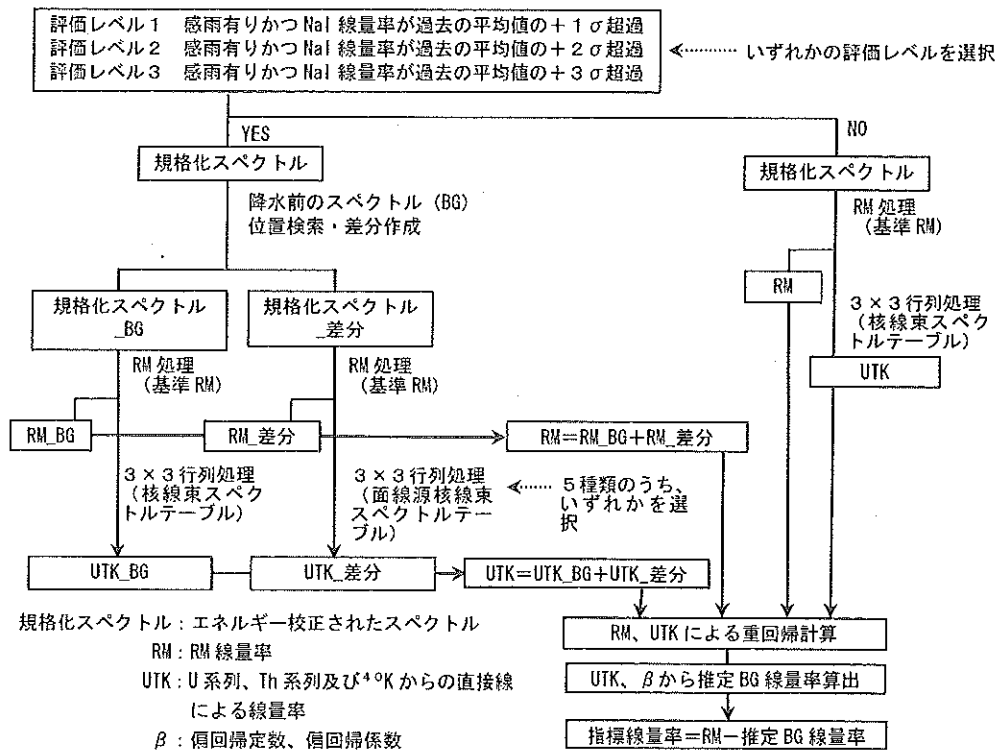 評価レベル1 感雨有りかつ NaI 線量率が過去の平均値の+1σ超過
評価レベル2 感雨有りかつ NaI 線量率が過去の平均値の+2σ超過
評価レベル3 感雨有りかつ NaI 線量率が過去の平均値の+3σ超過
いずれかの評価レベルを選択
YES
NO
規格化スペクトル
規格化スペクトル
降水前のスペクトル(BG)
位置検索・差分作成
RM 処理
(基準 RM)
RM
規格化スペクトル
_BG
規格化スペクトル
_差分
3×3行列処理
(核線束スペク
トルテーブル)
UTK
RM 処理
(基準 RM)
RM 処理
(基準 RM)
RM_BG
RM_差分
RM=RM_BG+RM_差分
3×3行列処理
(核線束スペク
トルテーブル)
3×3行列処理
(面線源核線束
スペクトルテー
ブル)
5種類のうち、
いずれかを選
択
UTK_BG
UTK_差分
UTK=UTK_BG+UTK_差分
規格化スペクトル:エネルギー校正されたスペクトル
RM:RM 線量率
UTK:U 系列、Th 系列及び⁴⁰K からの直接線
による線量率
β:偏回帰定数、偏回帰係数
RM、UTK による重回帰計算
UTK、βから推定 BG 線量率算出
指標線量率=RM−推定 BG 線量率